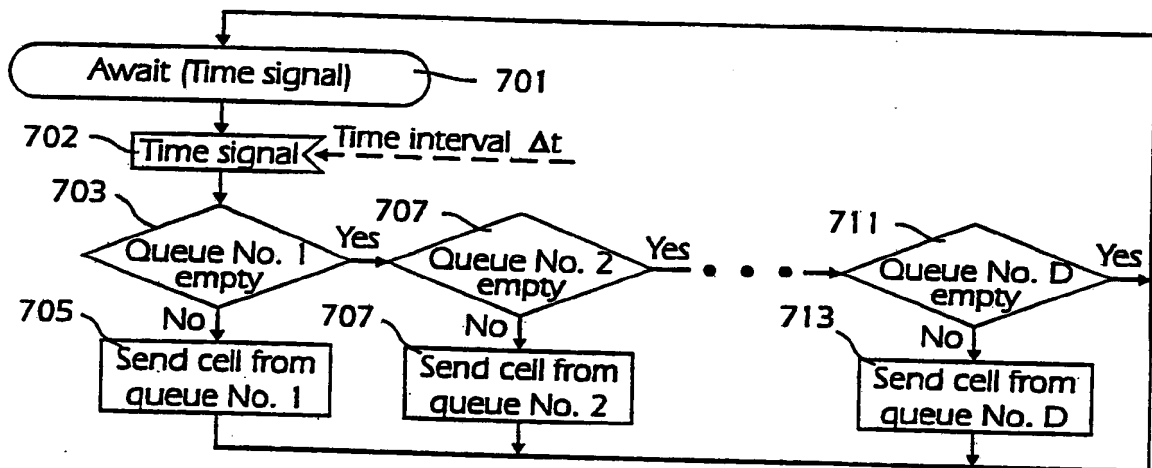 Await (Time signal)
701
702
Time signal
Time interval Δt
703
Queue No. 1
empty
Yes
707
Queue No. 2
empty
Yes
711
Queue No. D
empty
Yes
705
No
Send cell from
queue No. 1
707
No
Send cell from
queue No. 2
713
No
Send cell from
queue No. D